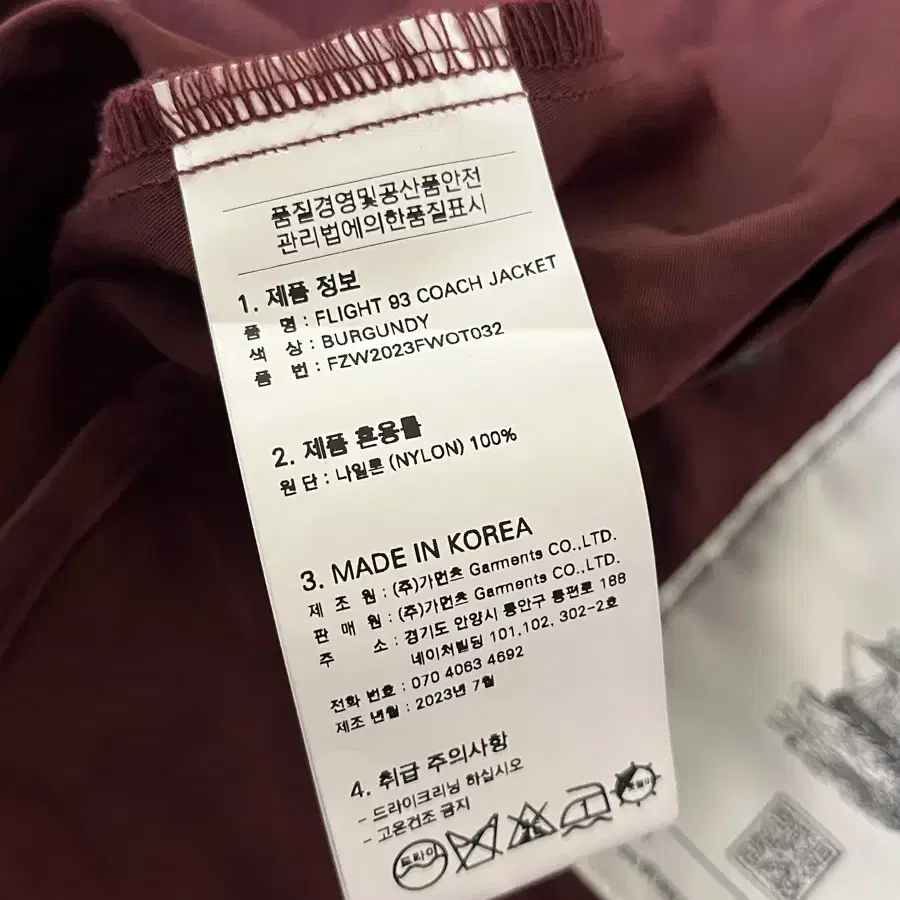 품질경영및공산품안전
관리법에의한품질표시
1. 제품 정보
품 명 : FLIGHT 93 COACH JACKET
색 상 : BURGUNDY
품 번 : FZW2023FWOT032
2. 제품 혼용률
원 단 : 나일론 (NYLON) 100%
3. MADE IN KOREA
제 조 원 : (주)가먼츠 Garments CO.,LTD.
판 매 원 : (주)가먼츠 Garments CO.,LTD.
주 소 : 경기도 안양시 동안구 통편로 188
네이처빌딩 101,102, 302-2호
전화 번호 : 070 4063 4692
제조 년월 : 2023년 7월
4. 취급 주의사항
- 드라이크리닝 하십시오
- 고온건조 금지
드라이